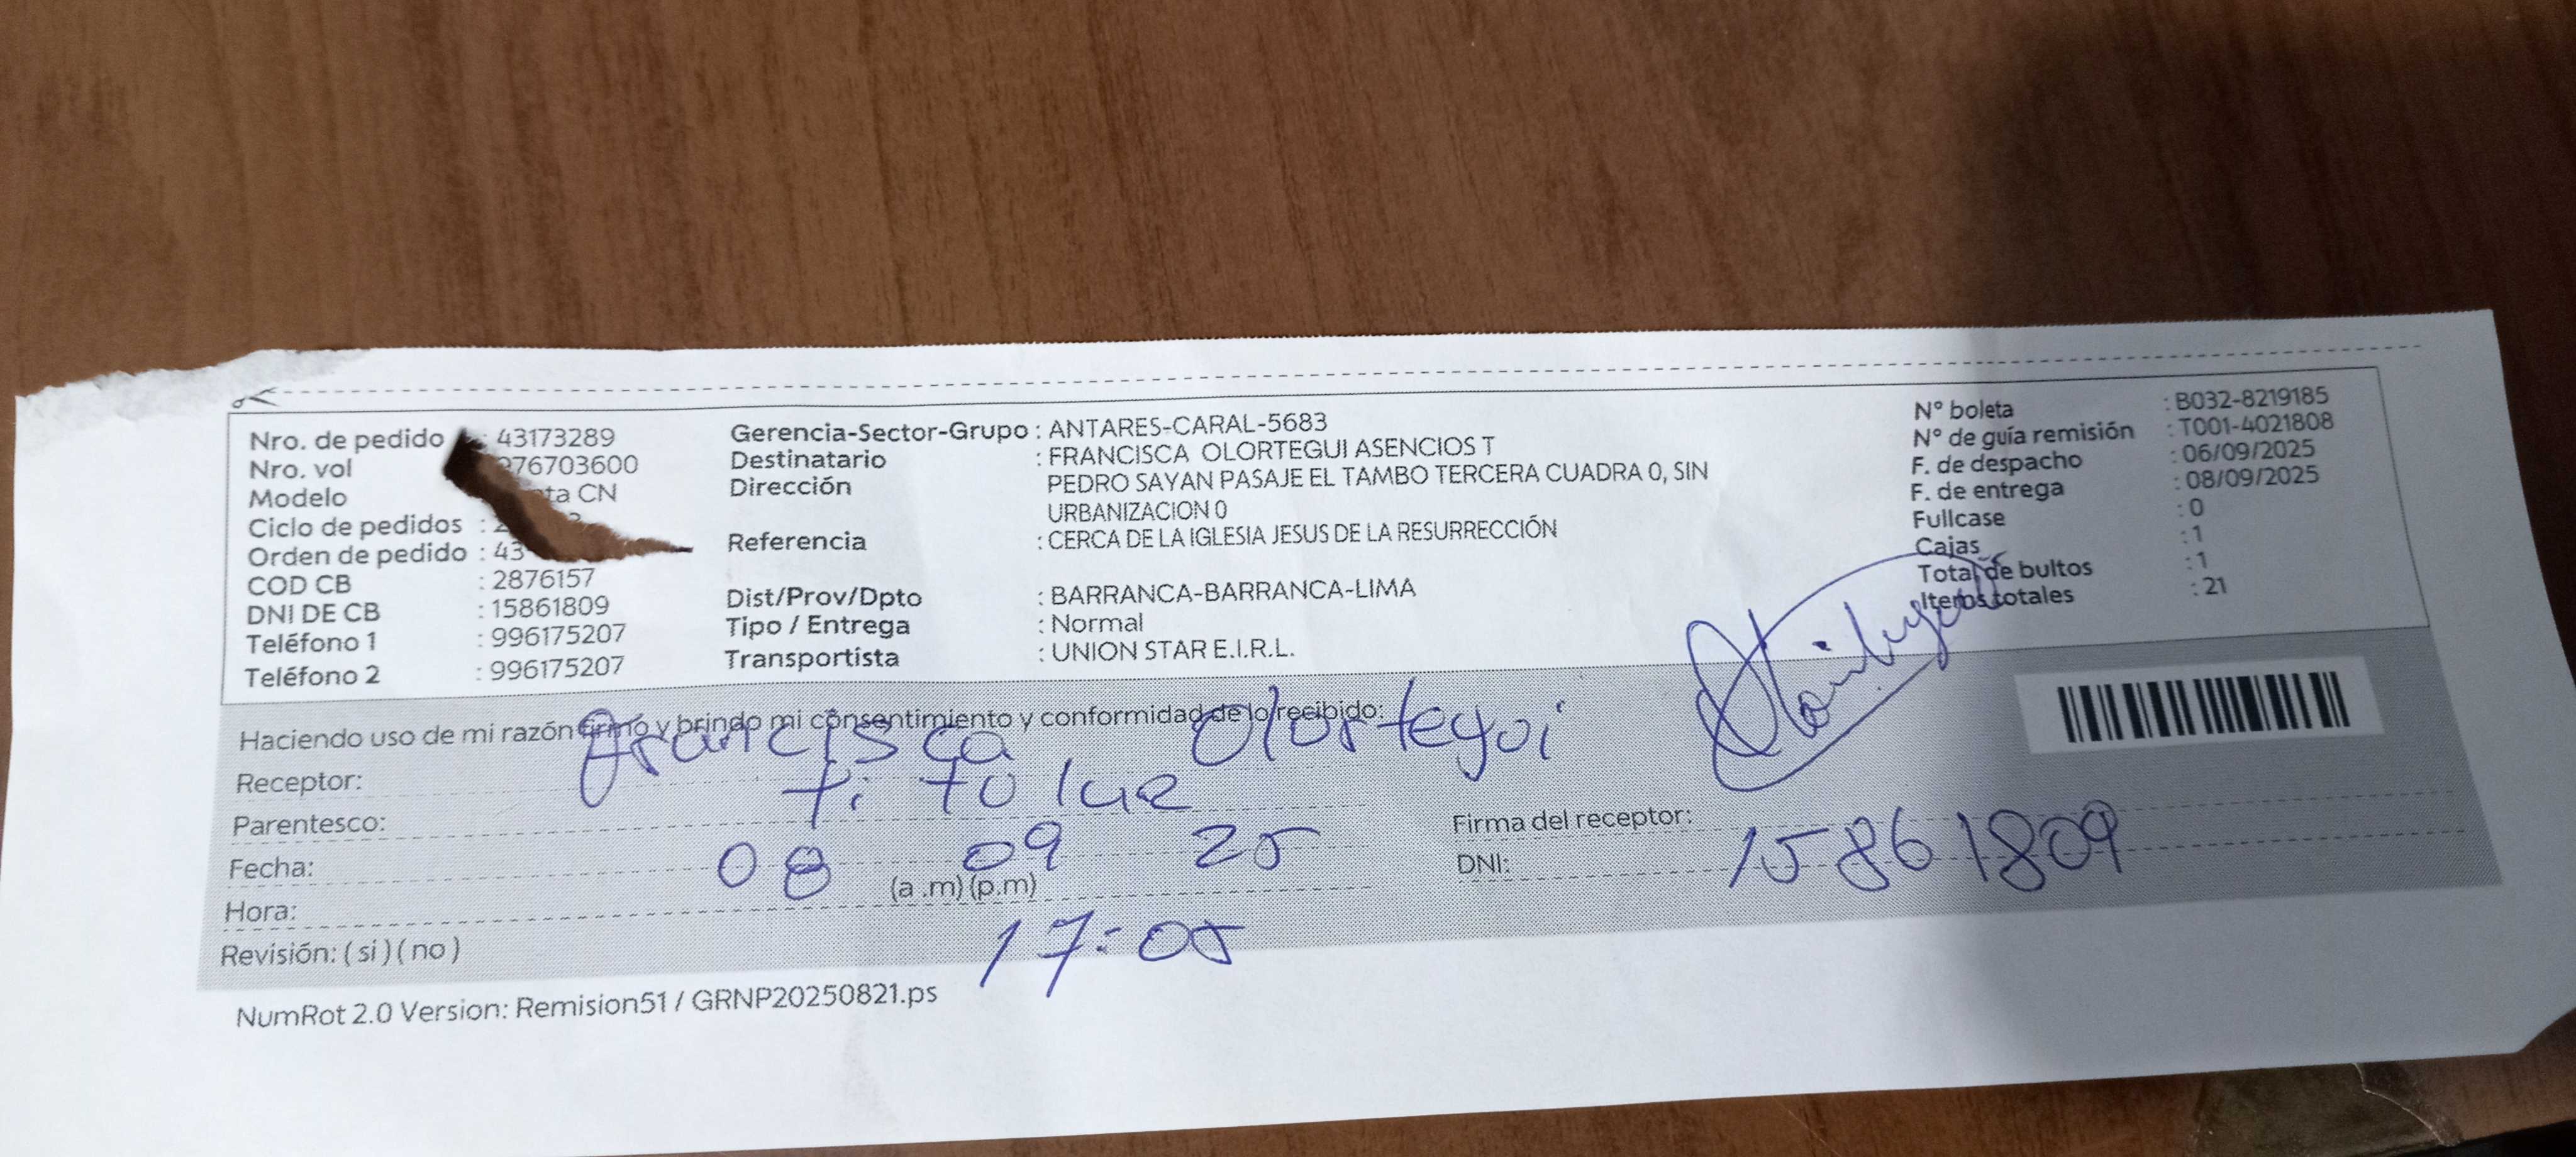 Nro. de pedido : 43173289
Nro. vol 976703600
Modelo ta CN
Ciclo de pedidos : 2
Orden de pedido : 43
COD CB : 2876157
DNI DE CB : 15861809
Teléfono 1 : 996175207
Teléfono 2 : 996175207
Gerencia-Sector-Grupo : ANTARES-CARAL-5683
Destinatario : FRANCISCA OLORTEGUI ASENCIOS T
Dirección PEDRO SAYAN PASAJE EL TAMBO TERCERA CUADRA 0, SIN
URBANIZACION 0
Referencia : CERCA DE LA IGLESIA JESUS DE LA RESURRECCIÓN
Dist/Prov/Dpto : BARRANCA-BARRANCA-LIMA
Tipo / Entrega : Normal
Transportista : UNION STAR E.I.R.L.
N° boleta : B032-8219185
N° de guía remisión : T001-4021808
F. de despacho : 06/09/2025
F. de entrega : 08/09/2025
Fullcase : 0
Cajas : 1
Total de bultos : 1
Items totales : 21
Haciendo uso de mi razón firmó y brindo mi consentimiento y conformidad de lo recibido:
Receptor: Francisca Olortegui
Parentesco: titular
Fecha: 08 09 25
Hora: (a .m) (p.m)
17:05
Revisión: ( si ) ( no )
Firma del receptor:
DNI: 15861809
NumRot 2.0 Version: Remision51 / GRNP20250821.ps